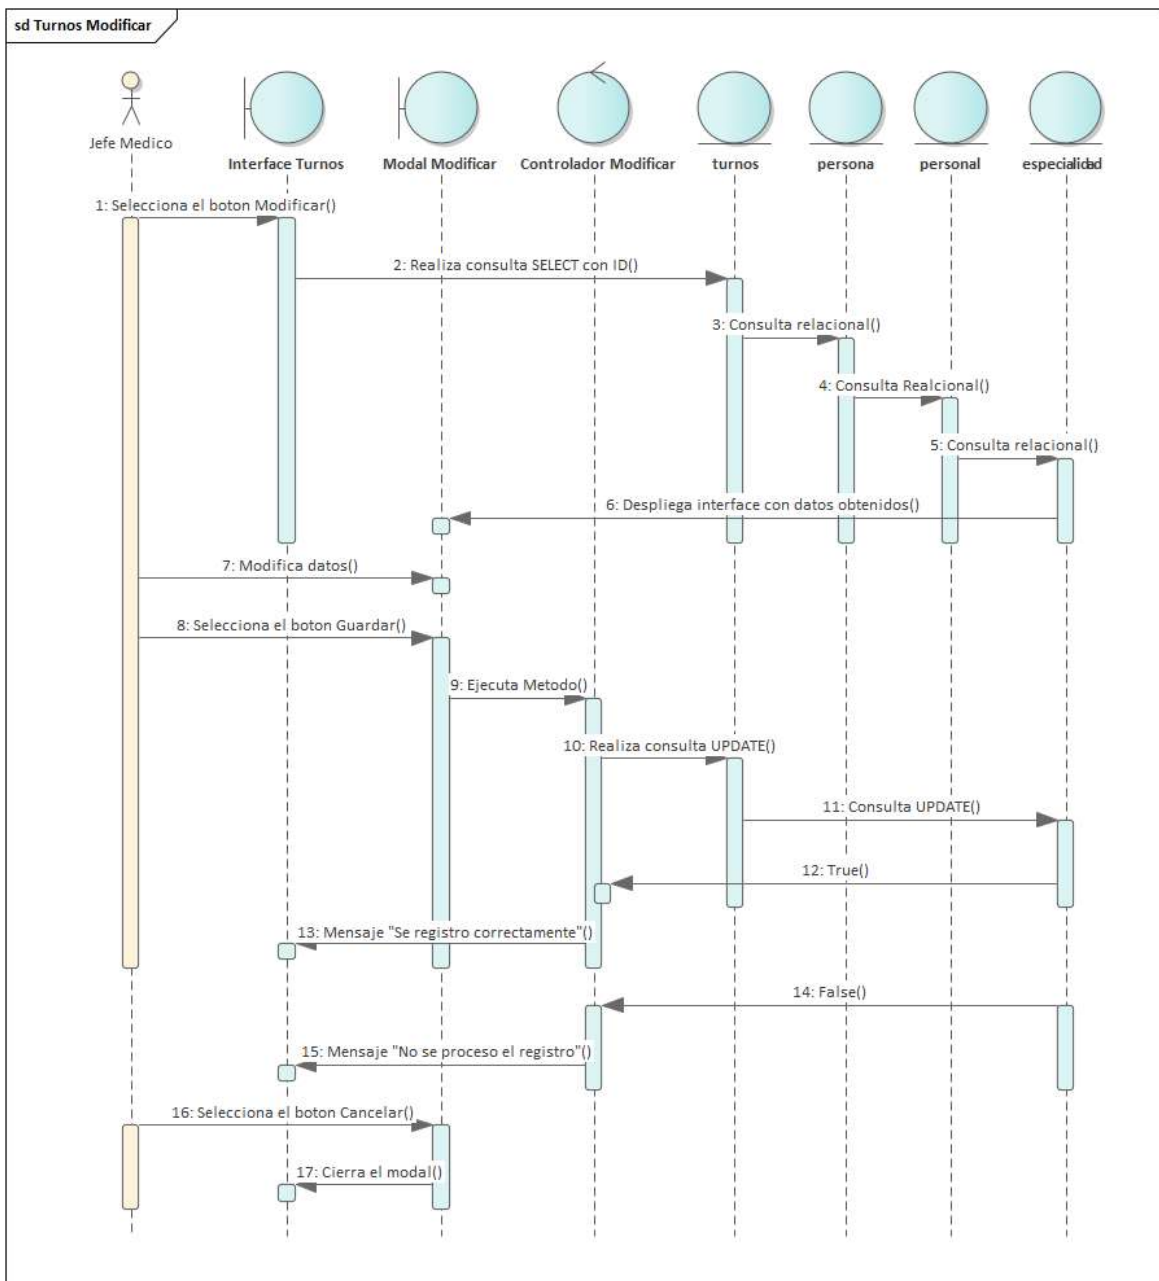 sd Turnos Modificar
Jefe Medico
Interface Turnos
Modal Modificar
Controlador Modificar
turnos
persona
personal
especialidad
1: Selecciona el boton Modificar()
2: Realiza consulta SELECT con ID()
3: Consulta relacional()
4: Consulta Realcional()
5: Consulta relacional()
6: Despliega interface con datos obtenidos()
7: Modifica datos()
8: Selecciona el boton Guardar()
9: Ejecuta Metodo()
10: Realiza consulta UPDATE()
11: Consulta UPDATE()
12: True()
13: Mensaje "Se registro correctamente"()
14: False()
15: Mensaje "No se proceso el registro"()
16: Selecciona el boton Cancelar()
17: Cierra el modal()